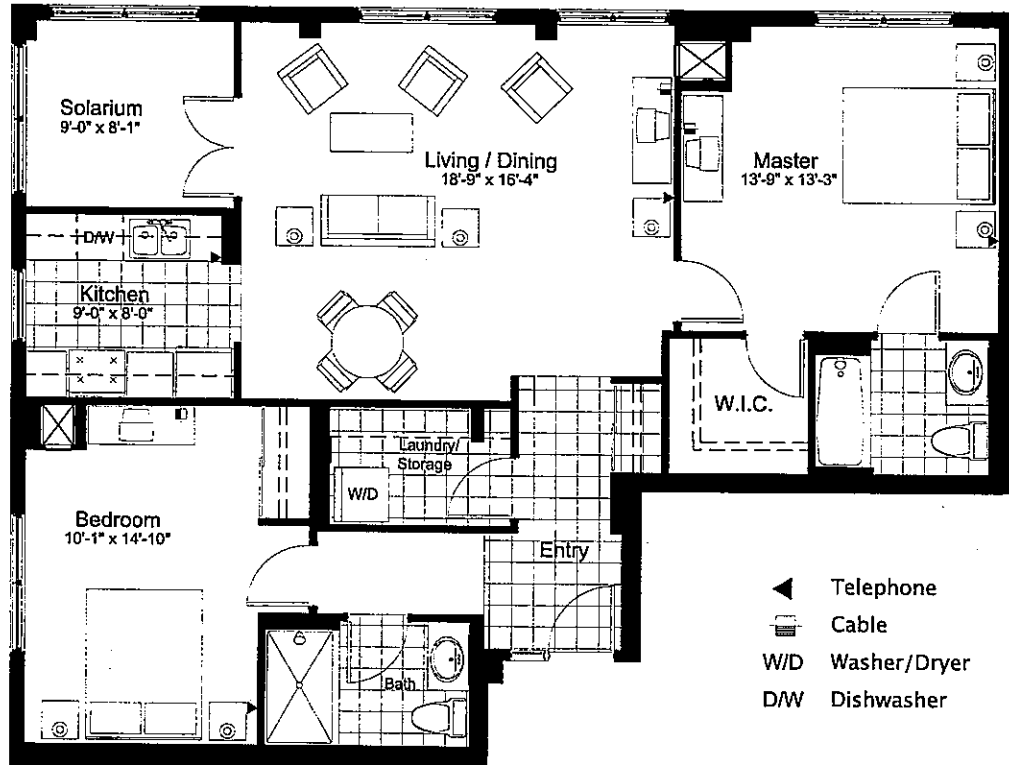 Solarium
9'-0" x 8'-1"
Living / Dining
18'-9" x 16'-4"
Master
13'-9" x 13'-3"
D/W
Kitchen
9'-0" x 8'-0"
W.I.C.
Laundry/
Storage
W/D
Bedroom
10'-1" x 14'-10"
Entry
Bath
Telephone
Cable
W/D Washer/Dryer
D/W Dishwasher